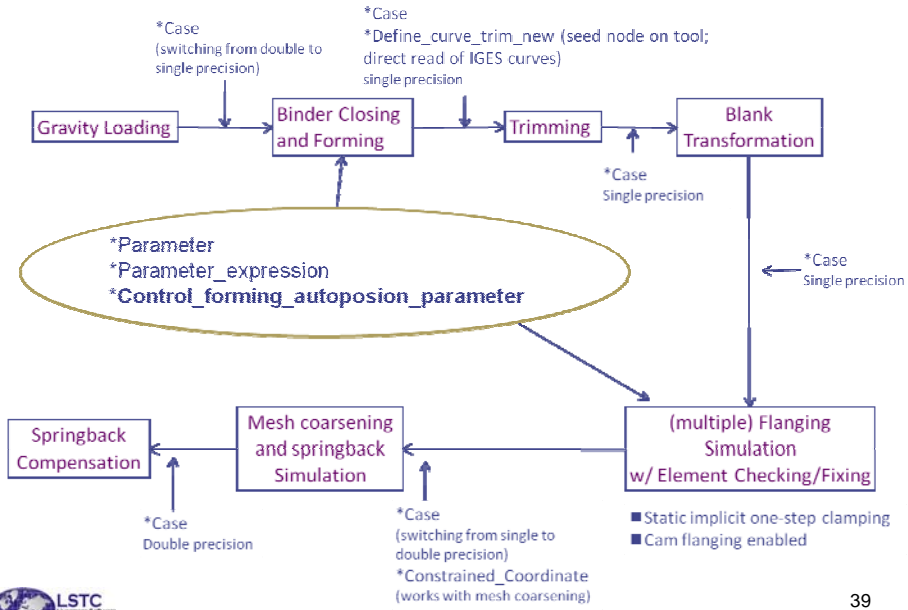 *Case
(switching from double to
single precision)
*Case
*Define_curve_trim_new (seed node on tool;
direct read of IGES curves)
single precision
Gravity Loading
Binder Closing
and Forming
Trimming
Blank
Transformation
*Case
Single precision
*Parameter
*Parameter_expression
*Control_forming_autoposion_parameter
*Case
Single precision
Springback
Compensation
Mesh coarsening
and springback
Simulation
(multiple) Flanging
Simulation
w/ Element Checking/Fixing
*Case
Double precision
*Case
(switching from single to
double precision)
*Constrained_Coordinate
(works with mesh coarsening)
■ Static implicit one-step clamping
■ Cam flanging enabled
LSTC
39